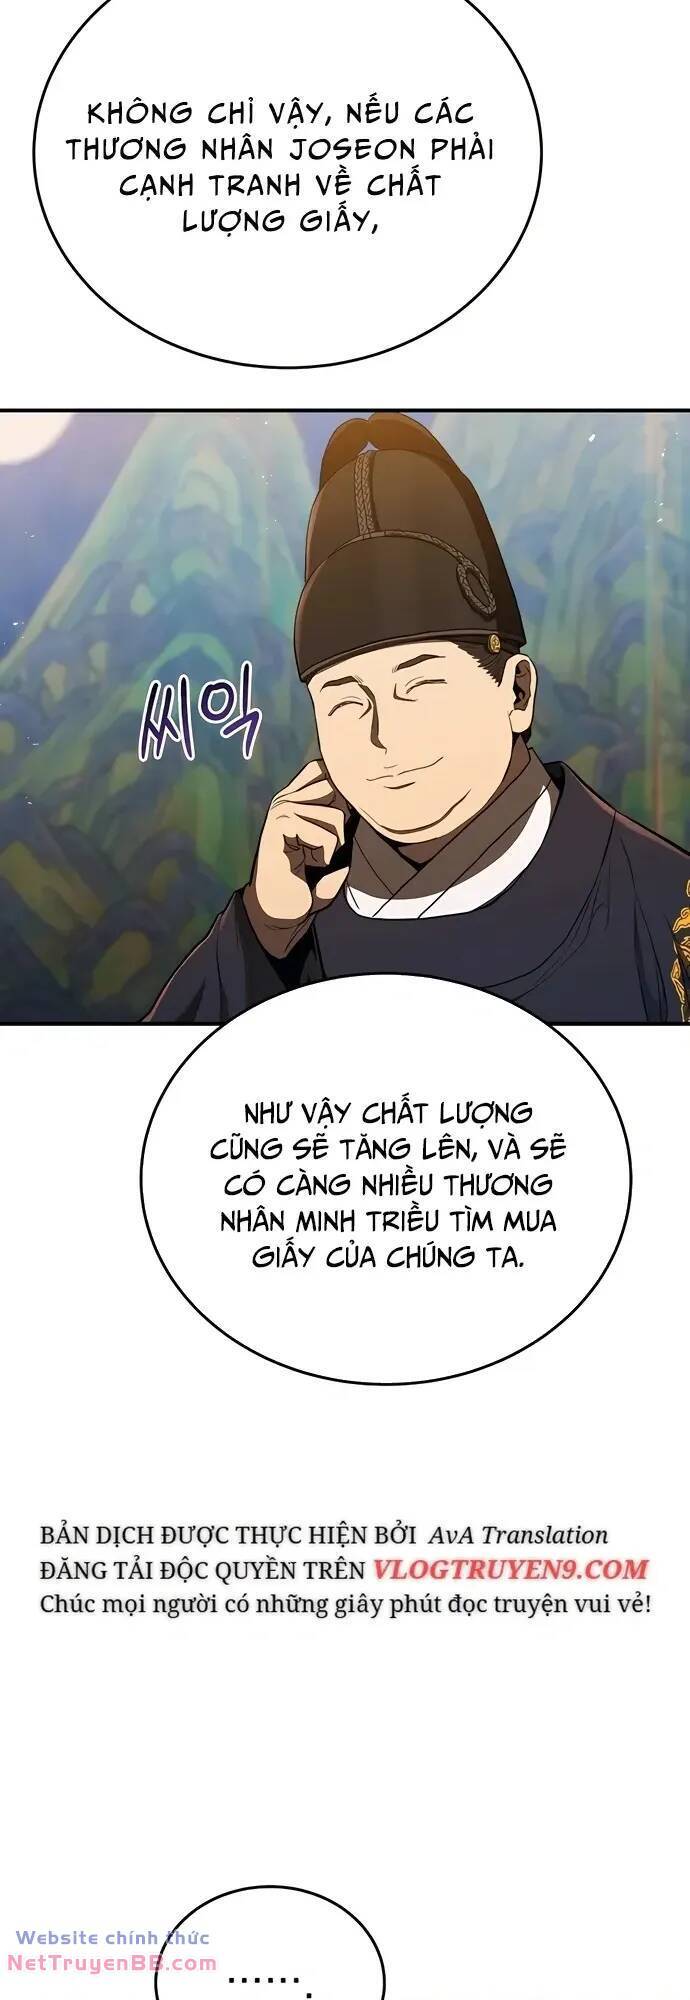 KHÔNG CHỈ VẬY, NẾU CÁC
THƯƠNG NHÂN JOSEON PHẢI
CẠNH TRANH VỀ CHẤT
LƯỢNG GIẤY,
씨익
NHƯ VẬY CHẤT LƯỢNG
CŨNG SẼ TĂNG LÊN, VÀ SẼ
CÓ CÀNG NHIỀU THƯƠNG
NHÂN MINH TRIỀU TÌM MUA
GIẤY CỦA CHÚNG TA.
BẢN DỊCH ĐƯỢC THỰC HIỆN BỞI AvA Translation
ĐĂNG TẢI ĐỘC QUYỀN TRÊN VLOGTRUYEN9.COM
Chúc mọi người có những giây phút đọc truyện vui vẻ!
Website chính thức
NetTruyenBB.com
......